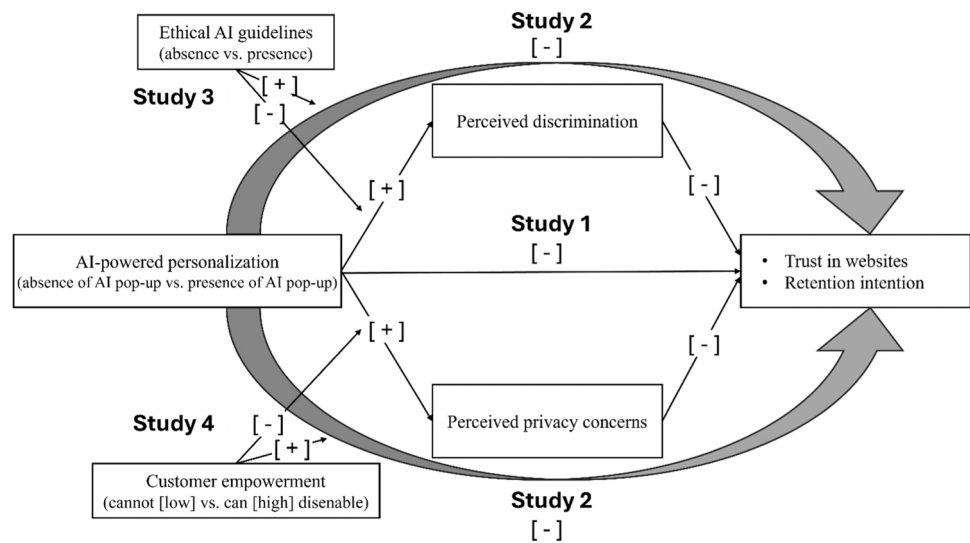 Study 2
[ - ]
Ethical AI guidelines
(absence vs. presence)
[ + ]
Study 3
[ - ]
Perceived discrimination
[ + ]
[ - ]
Study 1
[ - ]
AI-powered personalization
(absence of AI pop-up vs. presence of AI pop-up)
• Trust in websites
• Retention intention
[ + ]
[ - ]
Perceived privacy concerns
Study 4
[ - ]
[ + ]
Customer empowerment
(cannot [low] vs. can [high] disenable)
Study 2
[ - ]